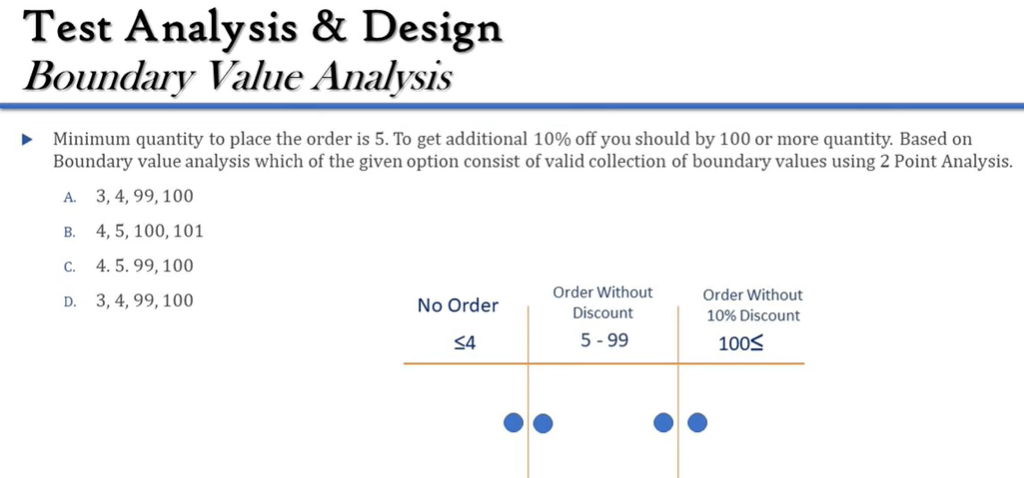 Test Analysis & Design
Boundary Value Analysis
Minimum quantity to place the order is 5. To get additional 10% off you should by 100 or more quantity. Based on
Boundary value analysis which of the given option consist of valid collection of boundary values using 2 Point Analysis.
A. 3, 4, 99, 100
B. 4, 5, 100, 101
C. 4. 5. 99, 100
D. 3, 4, 99, 100
No Order
≤4
Order Without
Discount
5 - 99
Order Without
10% Discount
100≤